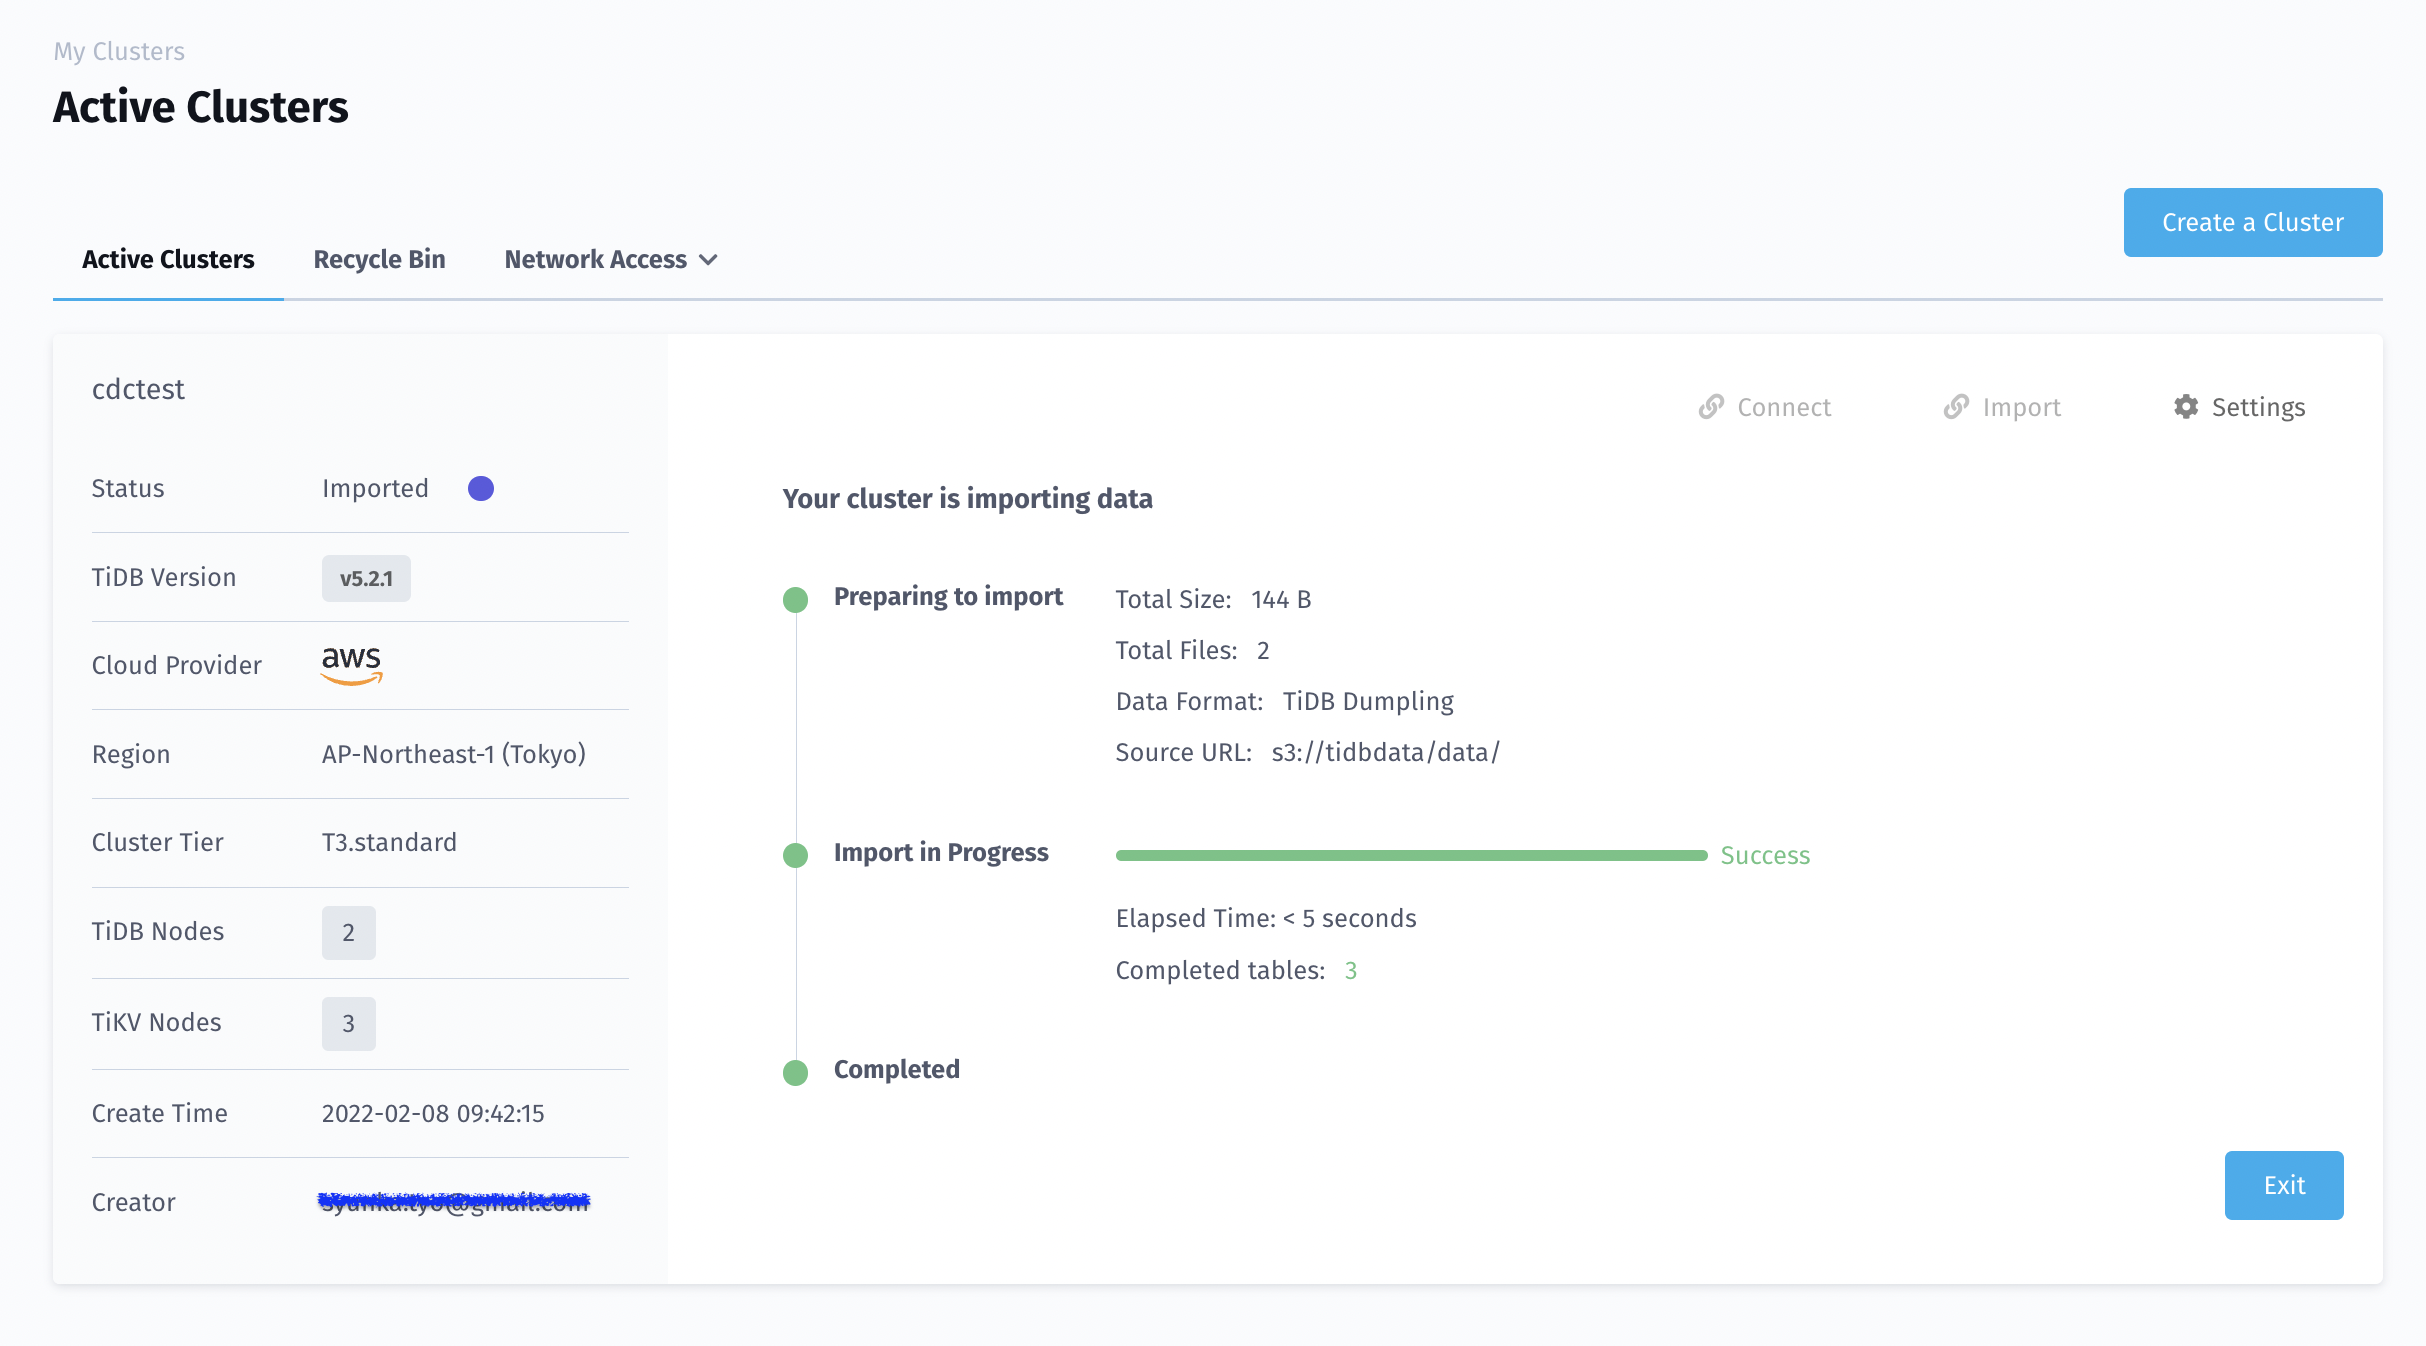 My Clusters
Active Clusters
Create a Cluster
Active Clusters Recycle Bin Network Access
cdctest
Connect Import Settings
Status Imported
Your cluster is importing data
TiDB Version v5.2.1
Preparing to import Total Size: 144 B
Total Files: 2
Cloud Provider aws
Data Format: TiDB Dumpling
Region AP-Northeast-1 (Tokyo)
Source URL: s3://tidbdata/data/
Cluster Tier T3.standard
Import in Progress Success
TiDB Nodes 2
Elapsed Time: < 5 seconds
Completed tables: 3
TiKV Nodes 3
Completed
Create Time 2022-02-08 09:42:15
Creator
Exit